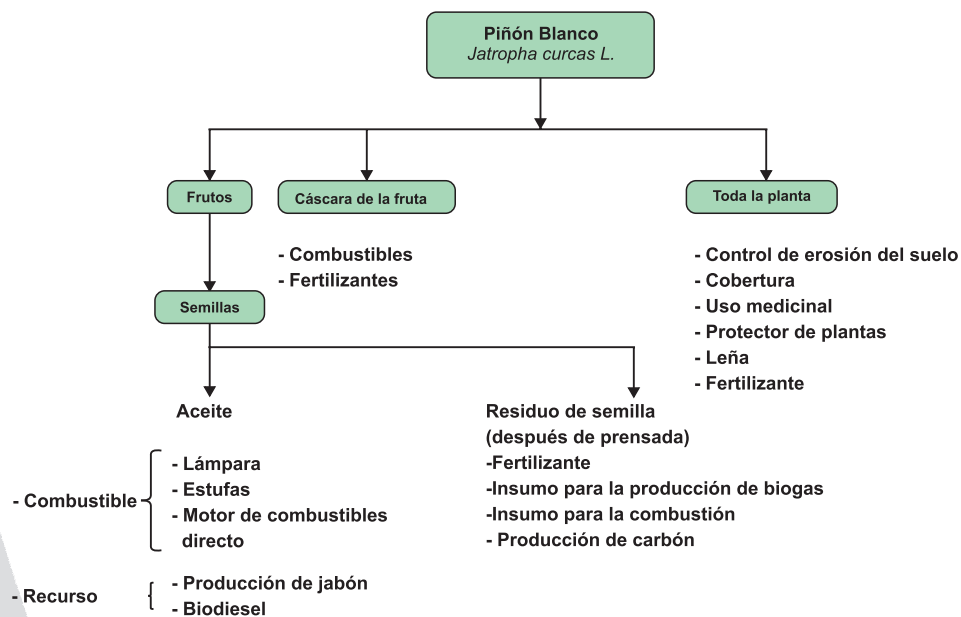 Piñón Blanco
Jatropha curcas L.
Frutos
Cáscara de la fruta
Toda la planta
- Combustibles
- Fertilizantes
- Control de erosión del suelo
- Cobertura
- Uso medicinal
- Protector de plantas
- Leña
- Fertilizante
Semillas
Aceite
- Combustible
- Lámpara
- Estufas
- Motor de combustibles
directo
- Recurso
- Producción de jabón
- Biodiesel
Residuo de semilla
(después de prensada)
-Fertilizante
-Insumo para la producción de biogas
-Insumo para la combustión
- Producción de carbón